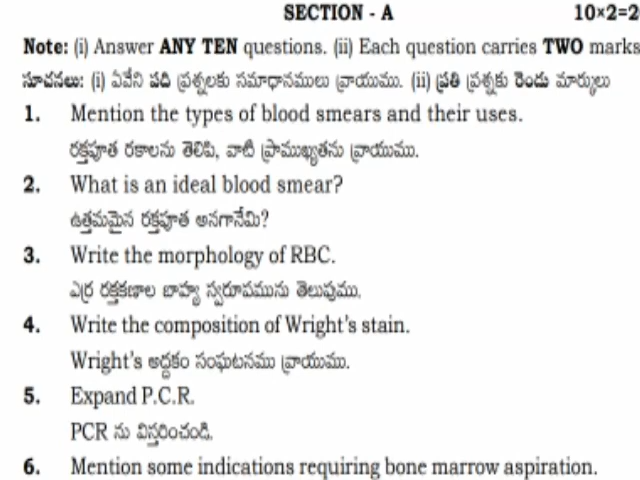 SECTION - A 10×2=2
Note: (i) Answer ANY TEN questions. (ii) Each question carries TWO marks
సూచనలు: (i) ఏవేని పది ప్రశ్నలకు సమాధానములు వ్రాయుము. (ii) ప్రతి ప్రశ్నకు రెండు మార్కులు
1. Mention the types of blood smears and their uses.
రక్తపూత రకాలను తెలిపి, వాటి ప్రాముఖ్యతను వ్రాయుము.
2. What is an ideal blood smear?
ఉత్తమమైన రక్తపూత అనగానేమి?
3. Write the morphology of RBC.
ఎర్ర రక్తకణాల బాహ్య స్వరూపమును తెలుపుము.
4. Write the composition of Wright's stain.
Wright's అద్దకం సంఘటనము వ్రాయుము.
5. Expand P.C.R.
PCR ను విస్తరించండి.
6. Mention some indications requiring bone marrow aspiration.